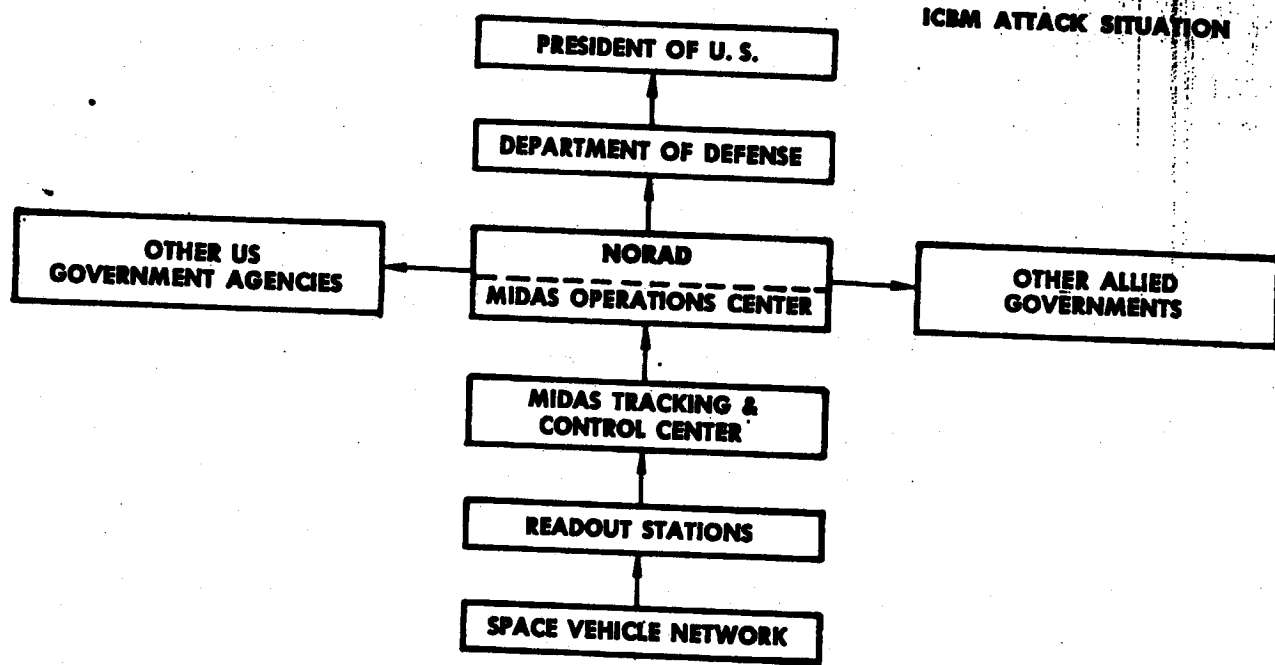 ICBM ATTACK SITUATION
PRESIDENT OF U. S.
DEPARTMENT OF DEFENSE
OTHER US
GOVERNMENT AGENCIES
NORAD
MIDAS OPERATIONS CENTER
OTHER ALLIED
GOVERNMENTS
MIDAS TRACKING &
CONTROL CENTER
READOUT STATIONS
SPACE VEHICLE NETWORK